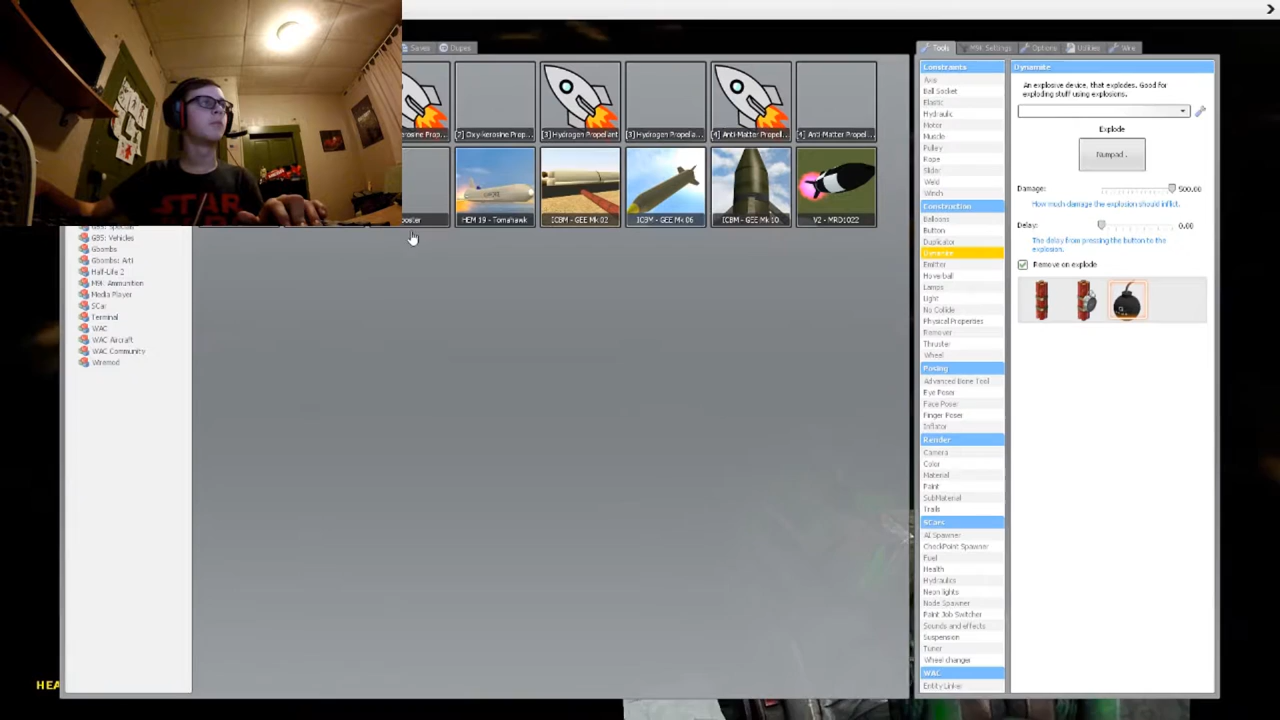 Saves
Dupes
Tools
M9K Settings
Options
Utilities
Wire
[2] Oxy-kerosine Prop...
[3] Hydrogen Propelant
[3] Hydrogen Propela...
[4] Anti-Matter Propell...
[4] Anti-Matter Propel...
HEM 19 - Tomahawk
ICBM - GEE Mk 02
ICBM - GEE Mk 06
ICBM - GEE Mk 10
V2 - MRD1022
STAR
GBS: Vehicles
Gbombs
Gbombs: Arti
Half-Life 2
M9K Ammunition
Media Player
SCar
Terminal
WAC
WAC Aircraft
WAC Community
Wiremod
HEA
Constraints
Axis
Ball Socket
Elastic
Hydraulic
Motor
Muscle
Pulley
Rope
Slider
Weld
Winch
Construction
Balloons
Button
Duplicator
Dynamite
Emitter
Hoverball
Lamps
Light
No Collide
Physical Properties
Remover
Thruster
Wheel
Posing
Advanced Bone Tool
Eye Poser
Face Poser
Finger Poser
Inflator
Render
Camera
Color
Material
Paint
SubMaterial
Trails
SCars
AI Spawner
CheckPoint Spawner
Fuel
Health
Hydraulics
Neon lights
Node Spawner
Paint Job Switcher
Sounds and effects
Suspension
Tuner
Wheel changer
WAC
Entity Linker
Dynamite
An explosive device, that explodes. Good for
exploding stuff using explosions.
Explode
Numpad .
Damage: 500.00
How much damage the explosion should inflict.
Delay: 0.00
The delay from pressing the button to the
explosion.
Remove on explode